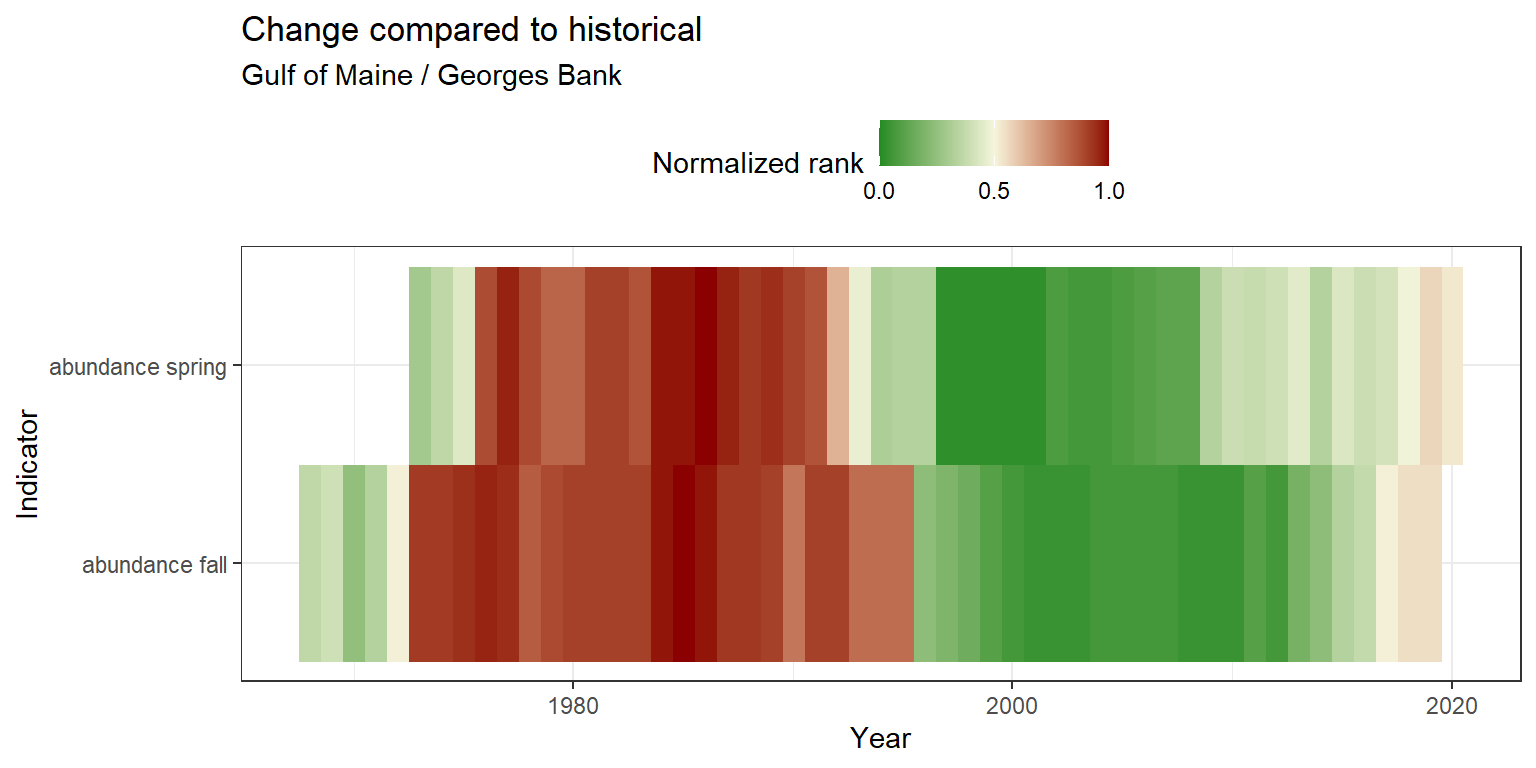 Change compared to historical
Gulf of Maine / Georges Bank
Normalized rank
0.0 0.5 1.0
Indicator
abundance spring
abundance fall
1980 2000 2020
Year